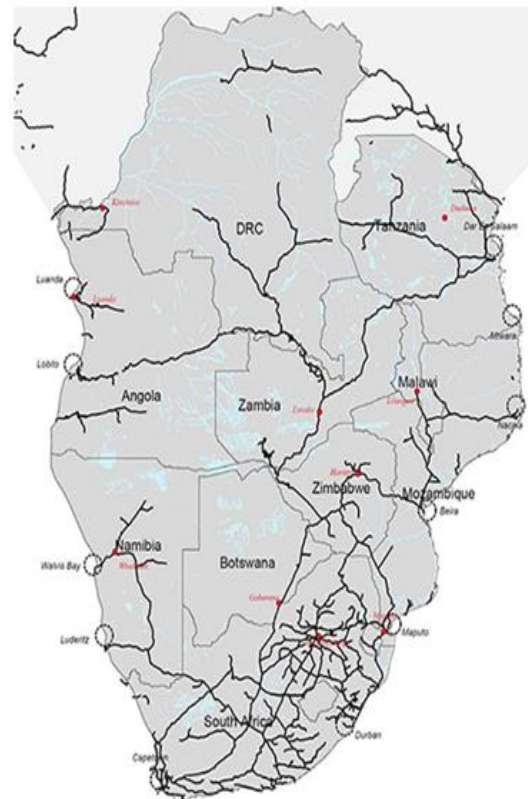 DRC
Kinshasa
Tanzania
Dodoma
Dar Es Salaam
Luanda
Luanda
Mtwara
Lobito
Angola
Zambia
Lusaka
Malawi
Lilongwe
Nacala
Harare
Zimbabwe
Mozambique
Beira
Namibia
Windhoek
Walvis Bay
Botswana
Gaborone
Maputo
Luderitz
South Africa
Durban
Capetown